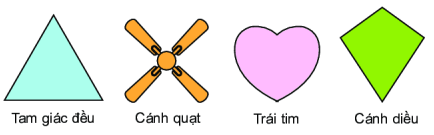 Tam giác đều Cánh quạt Trái tim Cánh diều